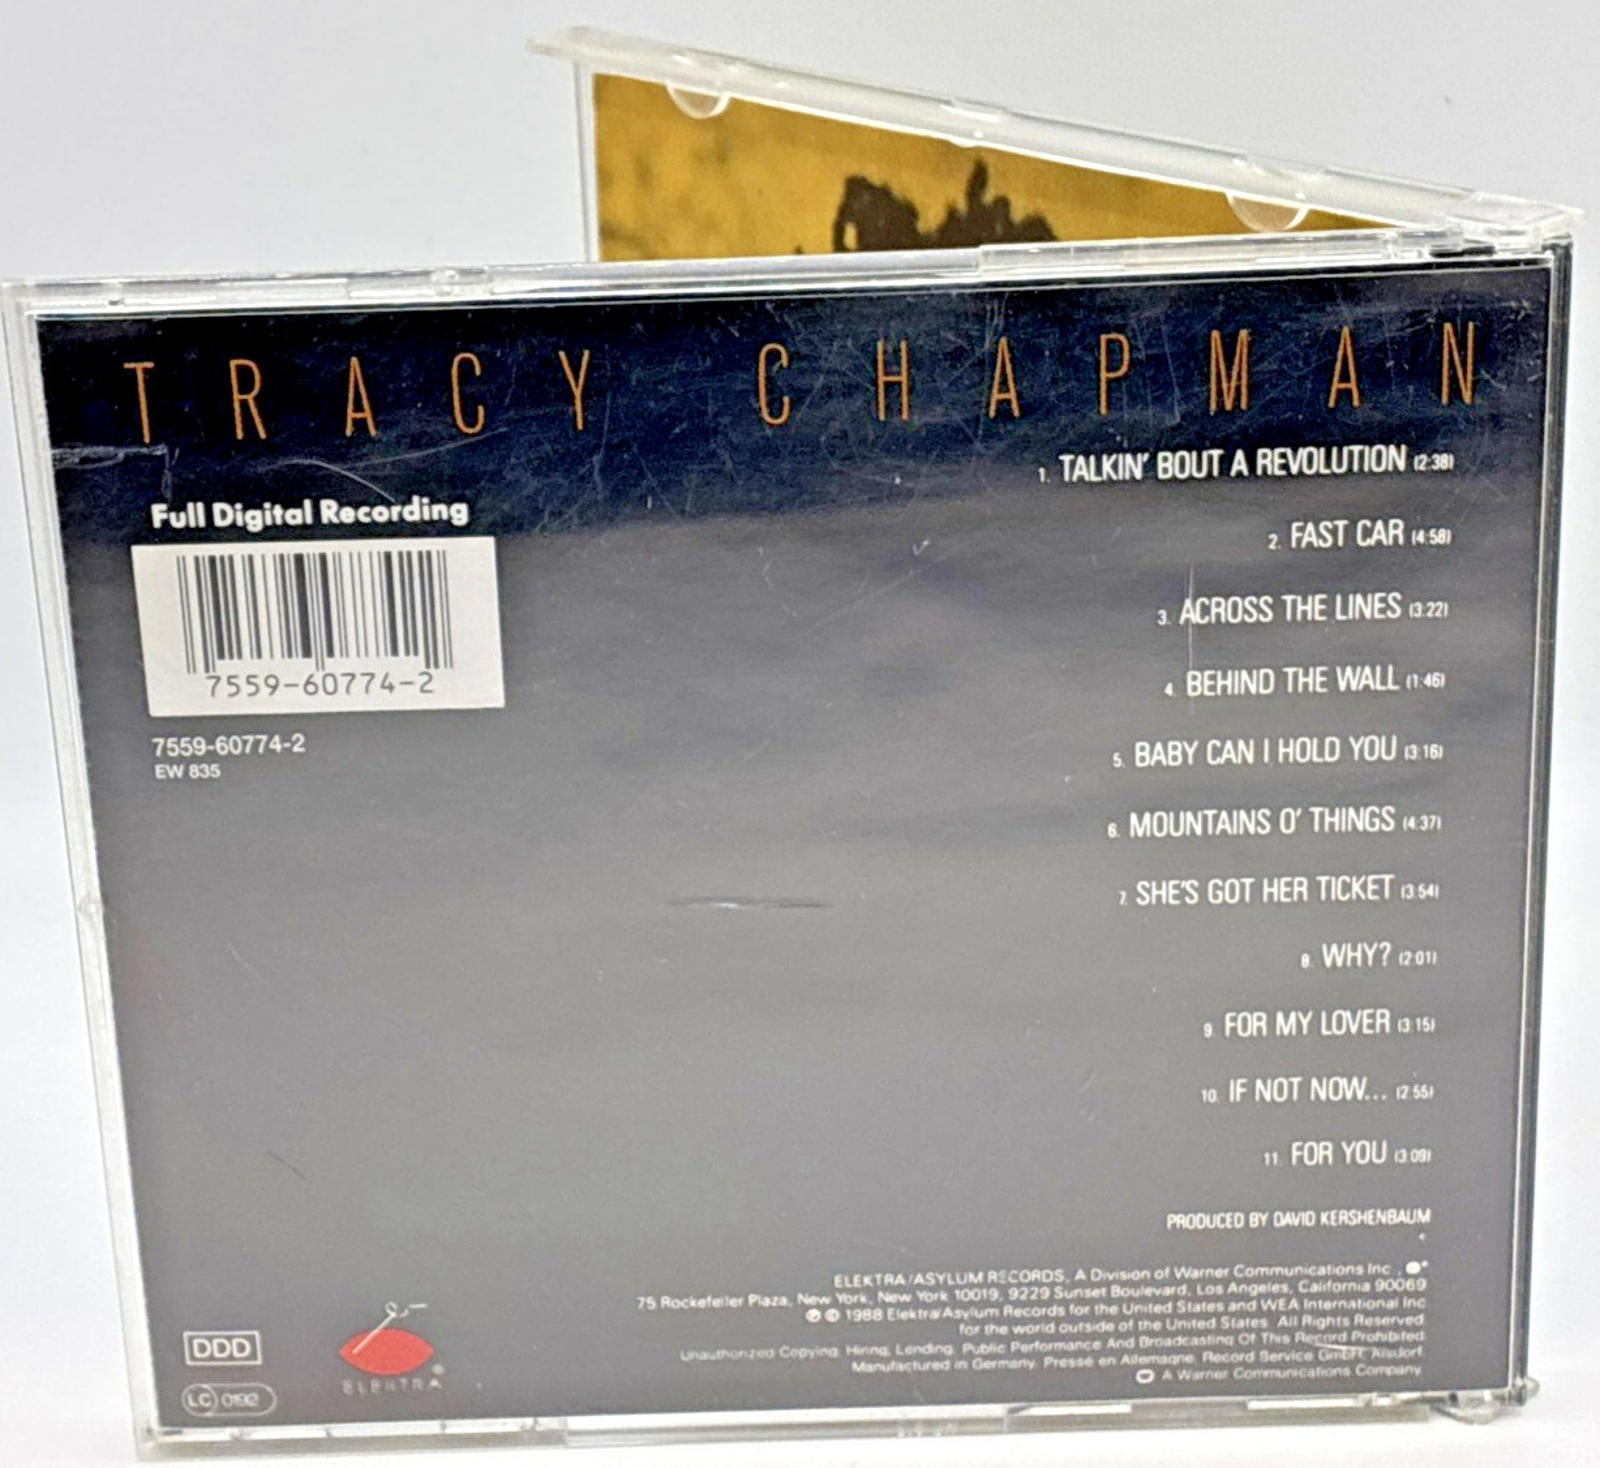 TRACY CHAPMAN
1. TALKIN' BOUT A REVOLUTION (2:38)
2. FAST CAR (4:58)
3. ACROSS THE LINES (3:22)
4. BEHIND THE WALL (1:46)
5. BABY CAN I HOLD YOU (3:16)
6. MOUNTAINS O' THINGS (4:37)
7. SHE'S GOT HER TICKET (3:54)
8. WHY? (2:01)
9. FOR MY LOVER (3:15)
10. IF NOT NOW... (2:55)
11. FOR YOU (3:09)
PRODUCED BY DAVID KERSHENBAUM
Full Digital Recording
7559-60774-2
7559-60774-2
EW 835
DDD
LC 0192
ELEKTRA
ELEKTRA/ASYLUM RECORDS, A Division of Warner Communications Inc.,
75 Rockefeller Plaza, New York, New York 10019, 9229 Sunset Boulevard, Los Angeles, California 90069
℗ © 1988 Elektra/Asylum Records for the United States and WEA International Inc.
for the world outside of the United States. All Rights Reserved.
Unauthorized Copying, Hiring, Lending, Public Performance And Broadcasting Of This Record Prohibited.
Manufactured in Germany. Pressé en Allemagne. Record Service GmbH, Alsdorf.
A Warner Communications Company.